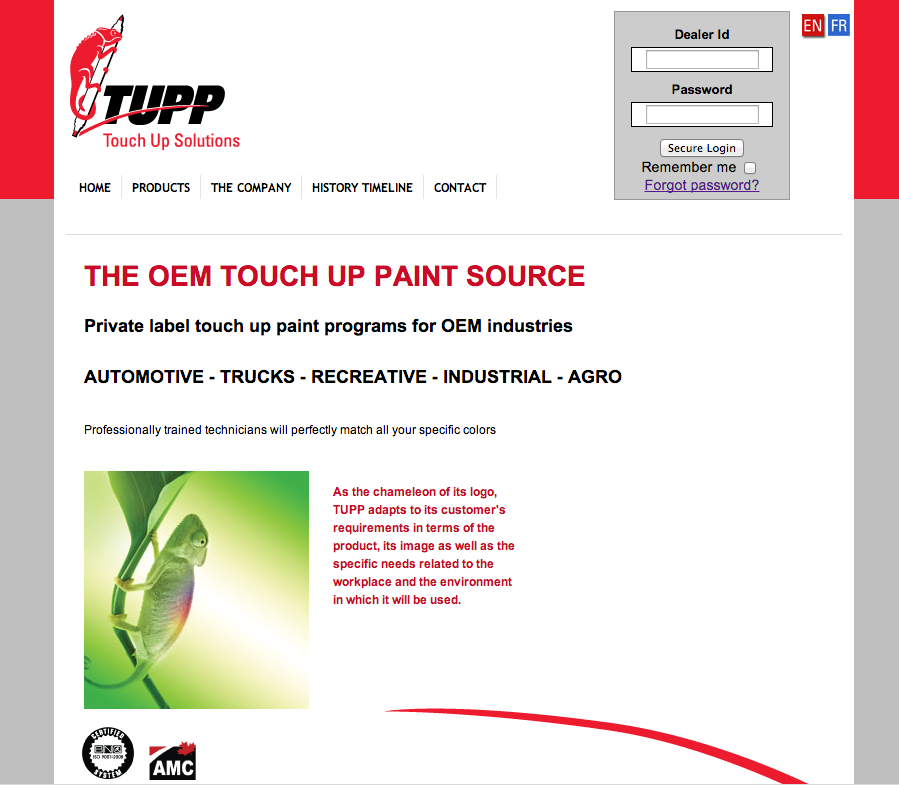 TUPP
Touch Up Solutions
Dealer Id
Password
Secure Login
Remember me
Forgot password?
EN FR
HOME PRODUCTS THE COMPANY HISTORY TIMELINE CONTACT
THE OEM TOUCH UP PAINT SOURCE
Private label touch up paint programs for OEM industries
AUTOMOTIVE - TRUCKS - RECREATIVE - INDUSTRIAL - AGRO
Professionally trained technicians will perfectly match all your specific colors
As the chameleon of its logo,
TUPP adapts to its customer's
requirements in terms of the
product, its image as well as the
specific needs related to the
workplace and the environment
in which it will be used.
CERTIFIED
ISO 9001-2008
SYSTEM
AMC